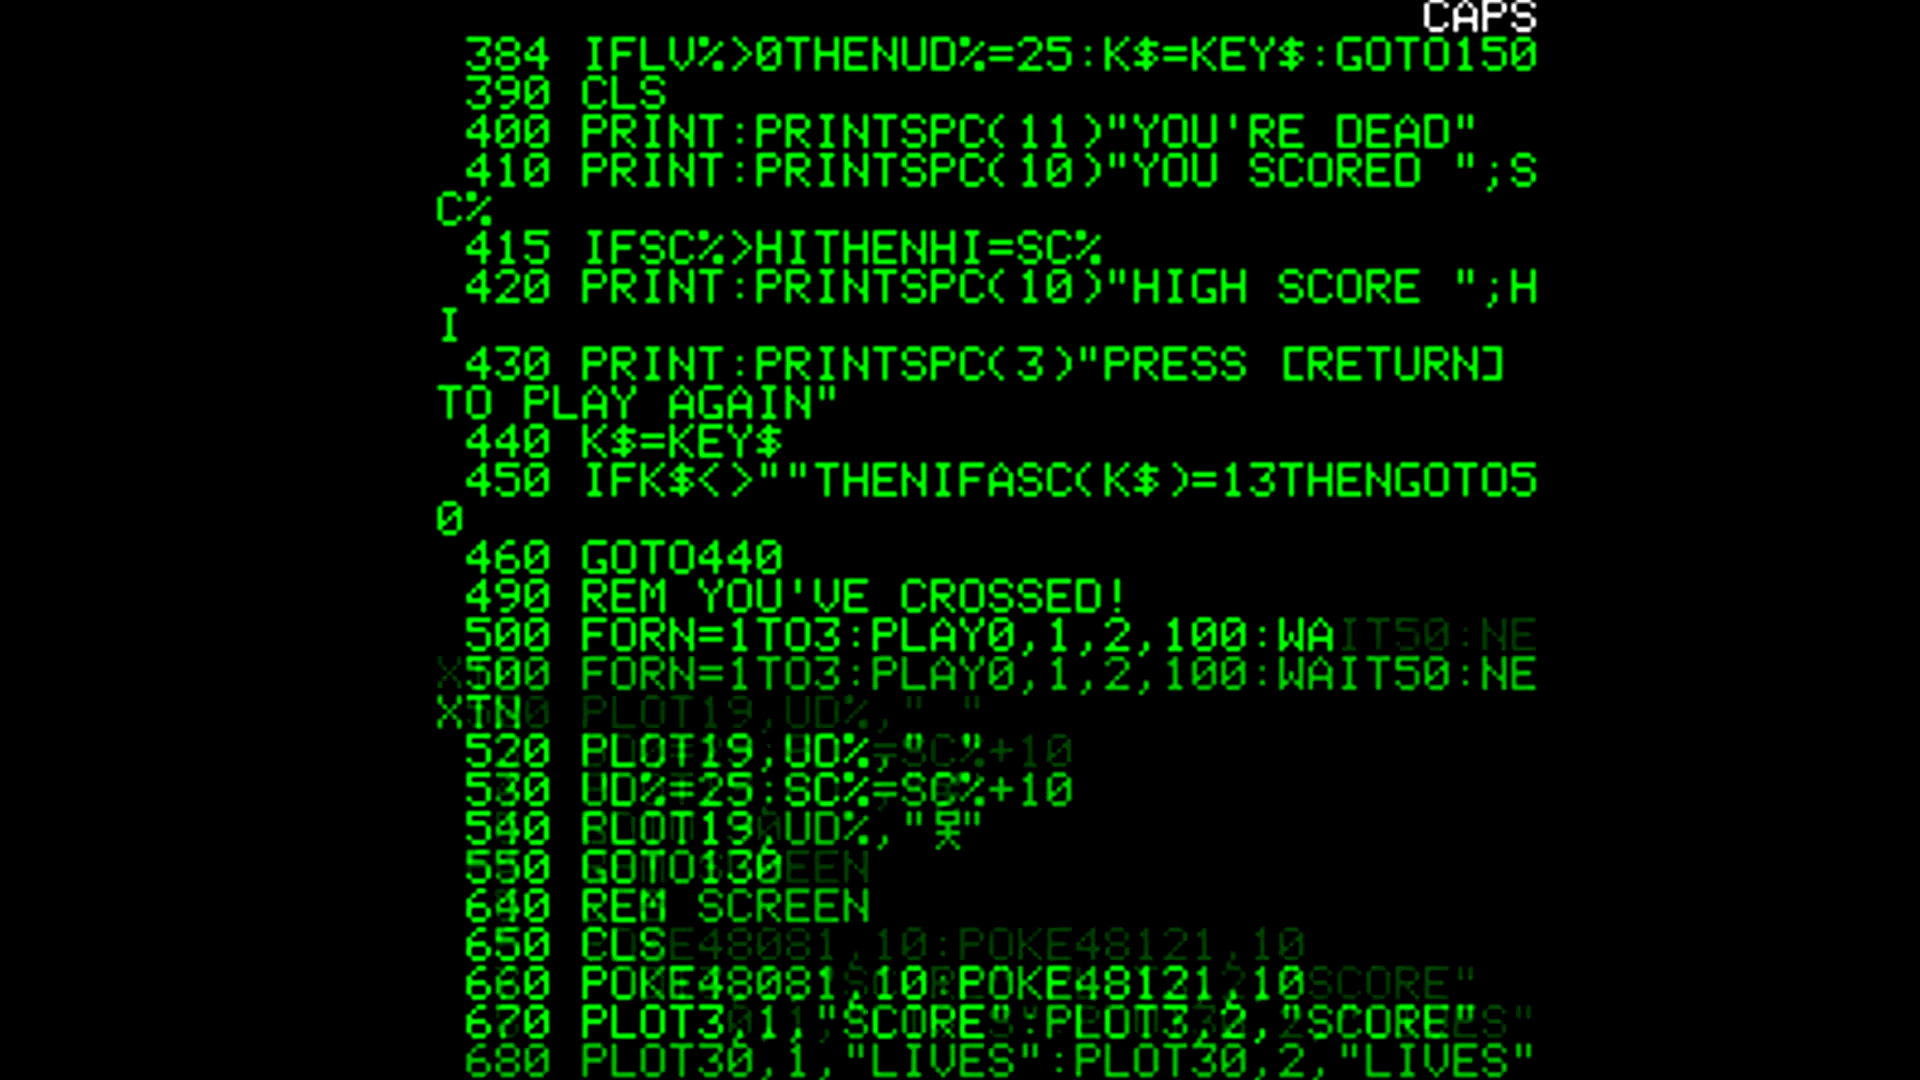 CAPS
384 IFLV%>0THENUD%=25:K$=KEY$:GOTO150
390 CLS
400 PRINT:PRINTSPC(11)"YOU'RE DEAD"
410 PRINT:PRINTSPC(10)"YOU SCORED ";S
C%
415 IFSC%>HITHENHI=SC%
420 PRINT:PRINTSPC(10)"HIGH SCORE ";H
I
430 PRINT:PRINTSPC(3)"PRESS [RETURN]
TO PLAY AGAIN"
440 K$=KEY$
450 IFK$<>""THENIFASC(K$)=13THENGOTO5
0
460 GOTO440
490 REM YOU'VE CROSSED!
500 FORN=1TO3:PLAY0,1,2,100:WAIT50:NE
500 FORN=1TO3:PLAY0,1,2,100:WAIT50:NE
XTN
520 PLOT19,UD%," "
530 UD%=25:SC%=SC%+10
540 PLOT19,UD%,"웃"
550 GOTO130
640 REM SCREEN
650 CLS
660 POKE48081,10:POKE48121,10
670 PLOT3,1,"SCORE":PLOT3,2,"SCORE"
680 PLOT30,1,"LIVES":PLOT30,2,"LIVES"